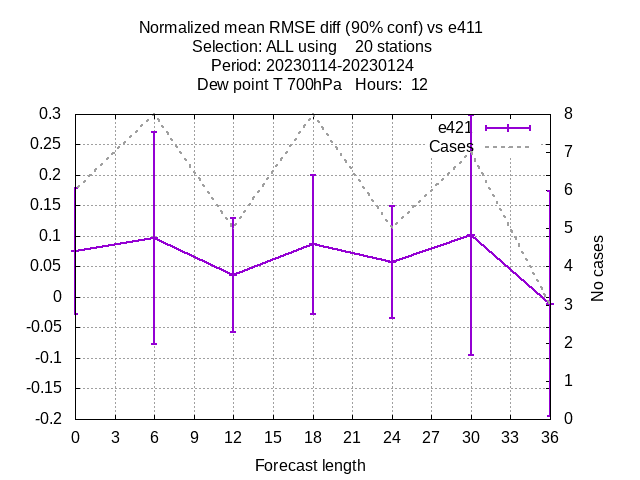 Normalized mean RMSE diff (90% conf) vs e411
Selection: ALL using    20 stations
Period: 20230114-20230124
Dew point T 700hPa   Hours:  12
e421
Cases
0.3
0.25
0.2
0.15
0.1
0.05
0
-0.05
-0.1
-0.15
-0.2
8
7
6
5
4
3
2
1
0
No cases
0 3 6 9 12 15 18 21 24 27 30 33 36
Forecast length